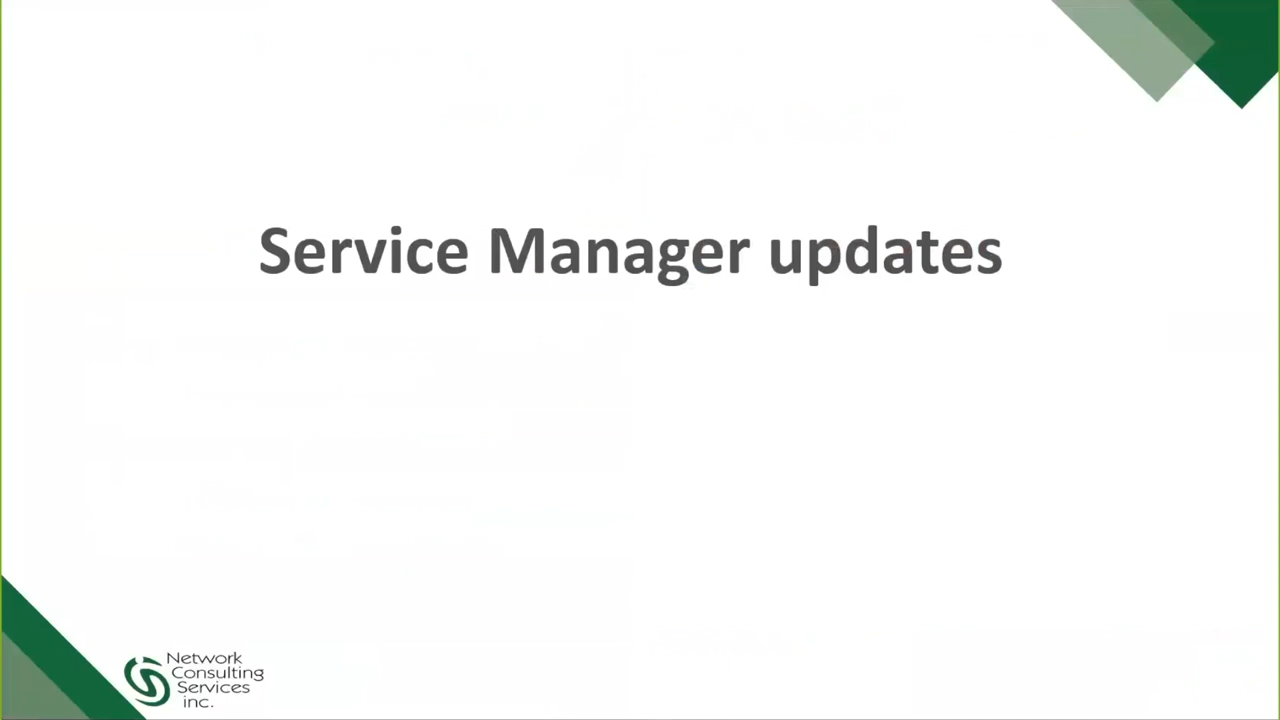 Service Manager updates
Network
Consulting
Services
inc.